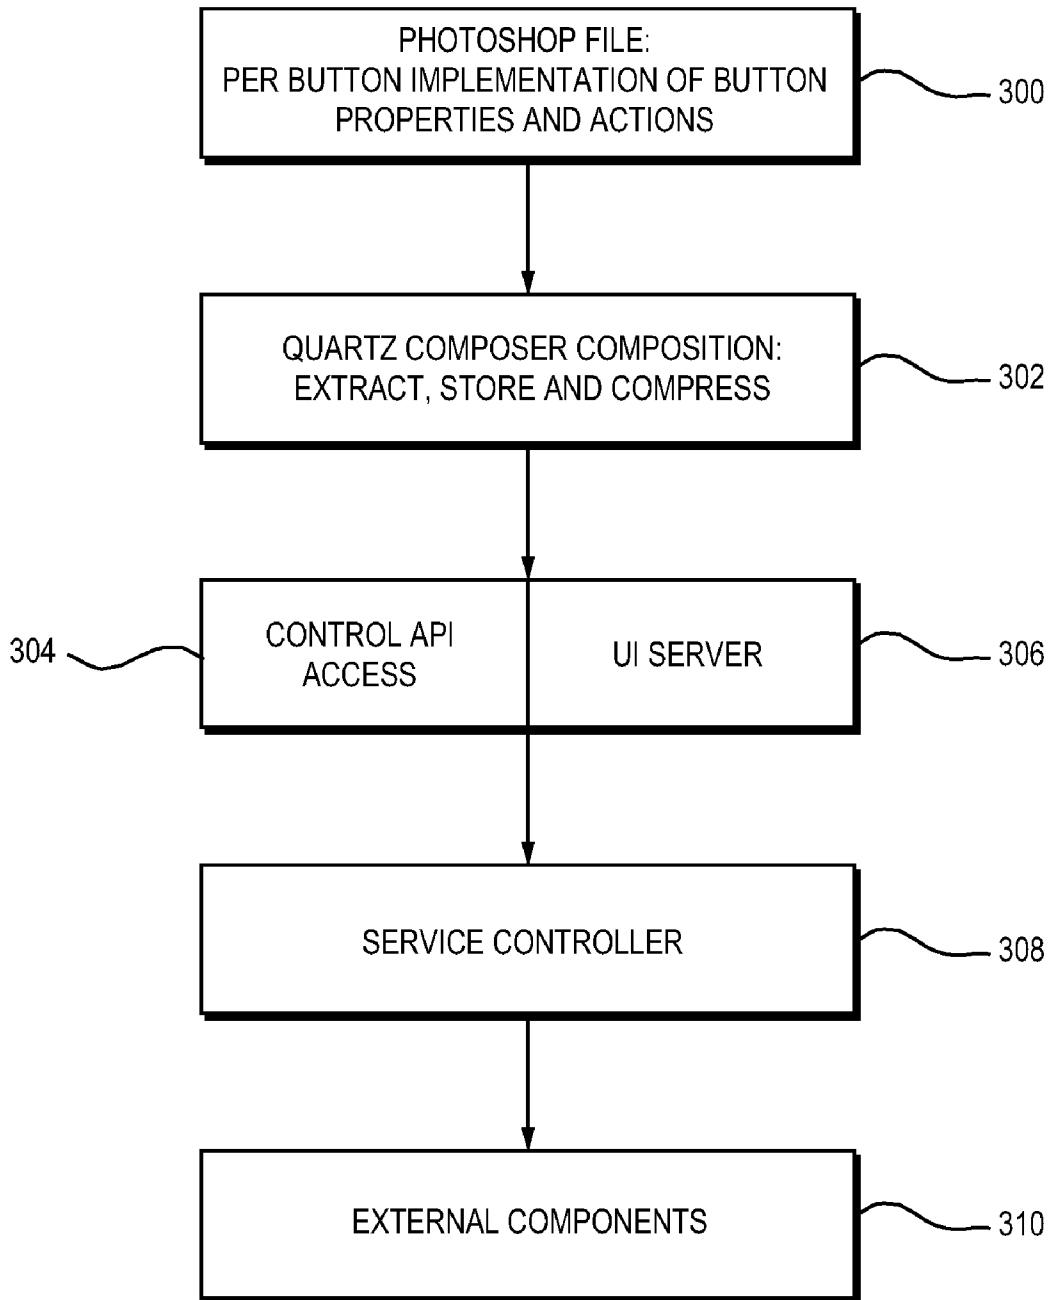 PHOTOSHOP FILE:
PER BUTTON IMPLEMENTATION OF BUTTON
PROPERTIES AND ACTIONS
300
QUARTZ COMPOSER COMPOSITION:
EXTRACT, STORE AND COMPRESS
302
304
CONTROL API
ACCESS
UI SERVER
306
SERVICE CONTROLLER
308
EXTERNAL COMPONENTS
310